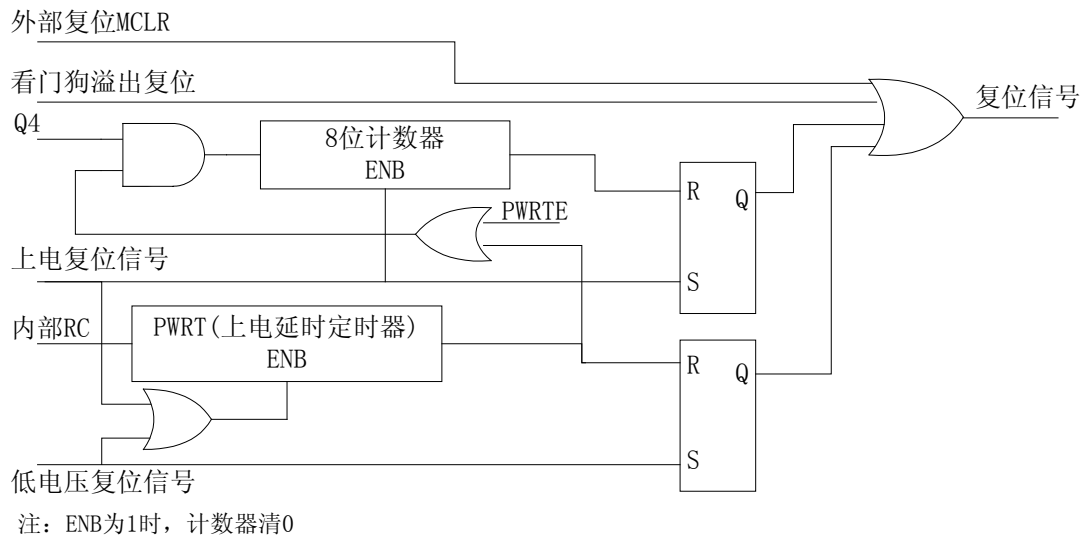 外部复位MCLR
看门狗溢出复位
复位信号
Q4
8位计数器
ENB
R
Q
PWRTE
上电复位信号
S
内部RC
PWRT(上电延时定时器)
ENB
R
Q
S
低电压复位信号
注：ENB为1时，计数器清0